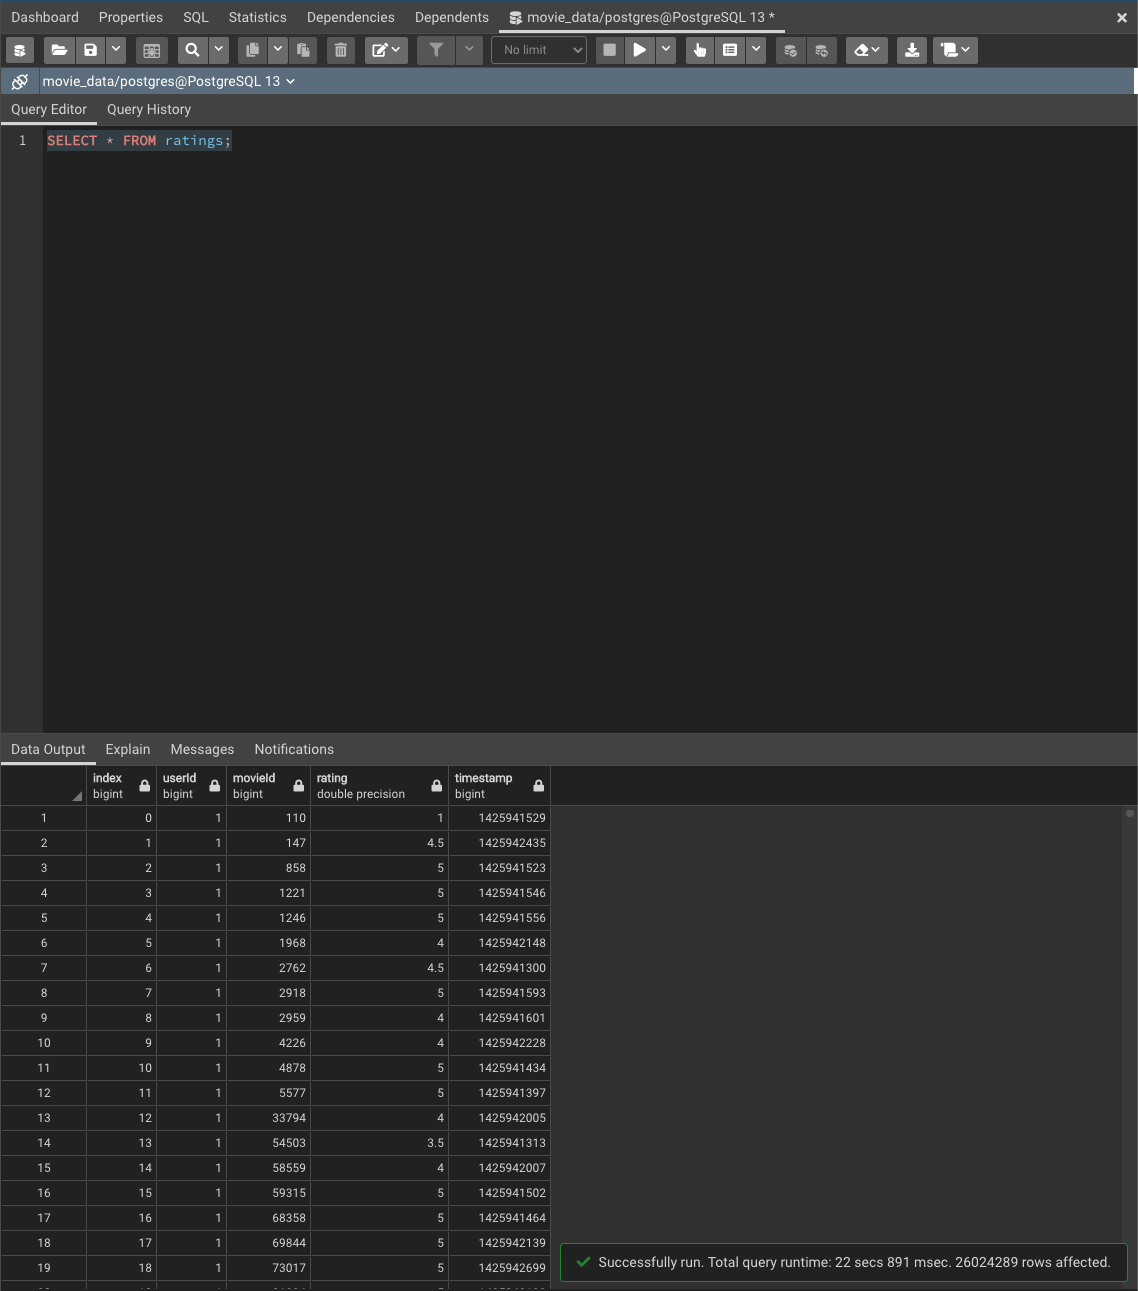 Dashboard Properties SQL Statistics Dependencies Dependents movie_data/postgres@PostgreSQL 13 *
No limit
movie_data/postgres@PostgreSQL 13
Query Editor Query History
1 SELECT * FROM ratings;
Data Output Explain Messages Notifications
index userId movieId rating timestamp
bigint bigint bigint double precision bigint
1 0 1 110 1 1425941529
2 1 1 147 4.5 1425942435
3 2 1 858 5 1425941523
4 3 1 1221 5 1425941546
5 4 1 1246 5 1425941556
6 5 1 1968 4 1425942148
7 6 1 2762 4.5 1425941300
8 7 1 2918 5 1425941593
9 8 1 2959 4 1425941601
10 9 1 4226 4 1425942228
11 10 1 4878 5 1425941434
12 11 1 5577 5 1425941397
13 12 1 33794 4 1425942005
14 13 1 54503 3.5 1425941313
15 14 1 58559 4 1425942007
16 15 1 59315 5 1425941502
17 16 1 68358 5 1425941464
18 17 1 69844 5 1425942139
19 18 1 73017 5 1425942699
Successfully run. Total query runtime: 22 secs 891 msec. 26024289 rows affected.